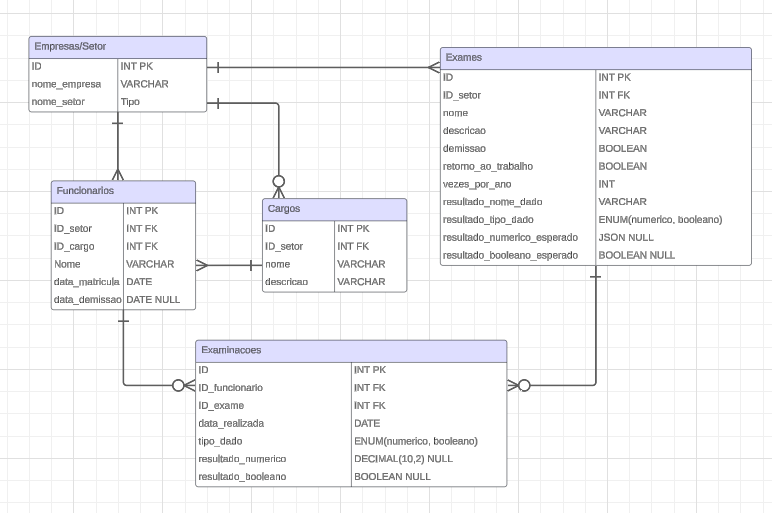 Empresas/Setor
ID INT PK
nome_empresa VARCHAR
nome_setor Tipo
Exames
ID INT PK
ID_setor INT FK
nome VARCHAR
descricao VARCHAR
demissao BOOLEAN
retorno_ao_trabalho BOOLEAN
vezes_por_ano INT
resultado_nome_dado VARCHAR
resultado_tipo_dado ENUM(numerico, booleano)
resultado_numerico_esperado JSON NULL
resultado_booleano_esperado BOOLEAN NULL
Funcionarios
ID INT PK
ID_setor INT FK
ID_cargo INT FK
Nome VARCHAR
data_matricula DATE
data_demissao DATE NULL
Cargos
ID INT PK
ID_setor INT FK
nome VARCHAR
descricao VARCHAR
Examinacoes
ID INT PK
ID_funcionario INT FK
ID_exame INT FK
data_realizada DATE
tipo_dado ENUM(numerico, booleano)
resultado_numerico DECIMAL(10,2) NULL
resultado_booleano BOOLEAN NULL